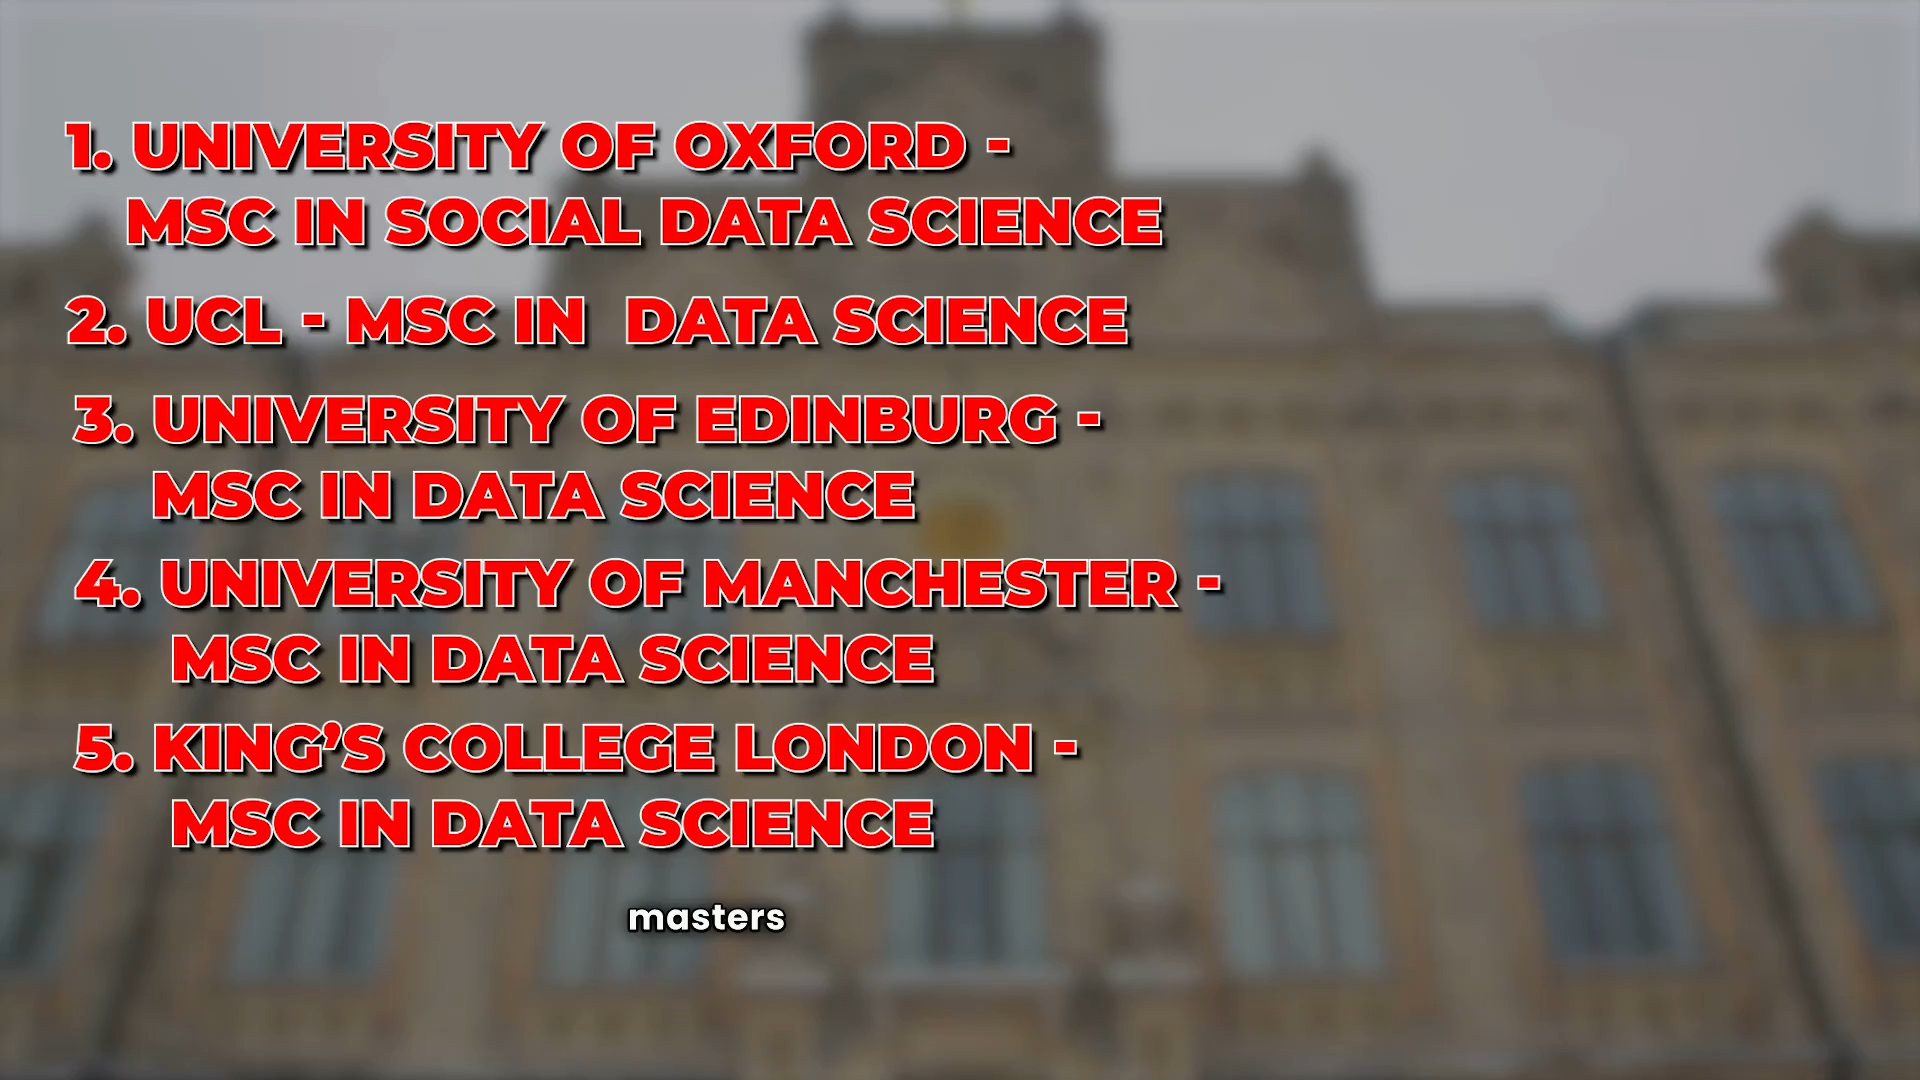 1. UNIVERSITY OF OXFORD -
MSC IN SOCIAL DATA SCIENCE
2. UCL - MSC IN  DATA SCIENCE
3. UNIVERSITY OF EDINBURG -
MSC IN DATA SCIENCE
4. UNIVERSITY OF MANCHESTER -
MSC IN DATA SCIENCE
5. KING’S COLLEGE LONDON -
MSC IN DATA SCIENCE
masters